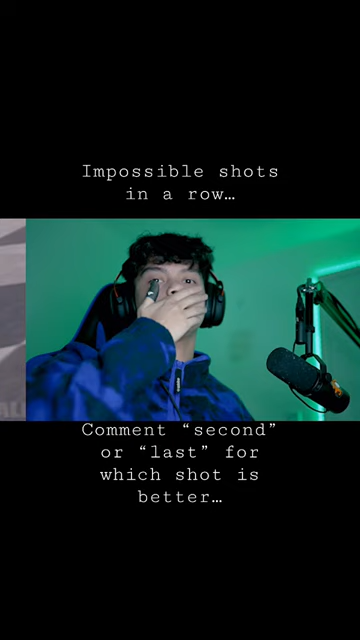 Impossible shots
in a row…
Comment “second”
or “last” for
which shot is
better…